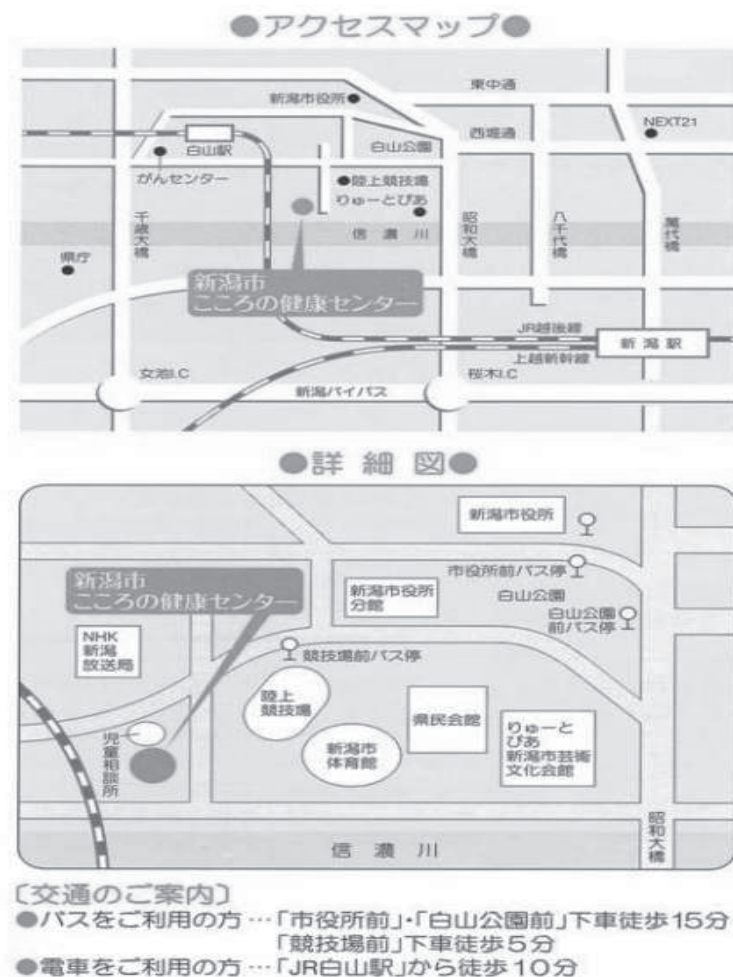 ●アクセスマップ●
東中通
新潟市役所
NEXT21
西堀通
白山駅
白山公園
がんセンター
陸上競技場
りゅーとぴあ
千歳大橋
信濃川
昭和大橋
八千代橋
萬代橋
県庁
新潟市
こころの健康センター
JR越後線
新潟駅
上越新幹線
女池I.C
桜木I.C
新潟バイパス
●詳細図●
新潟市役所
市役所前バス停
新潟市
こころの健康センター
新潟市役所
分館
白山公園
白山公園
前バス停
NHK
新潟
放送局
競技場前バス停
陸上
競技場
県民会館
りゅーと
ぴあ
新潟市芸術
文化会館
新潟市
体育館
児童相談所
昭和大橋
信濃川
〔交通のご案内〕
●バスをご利用の方…「市役所前」・「白山公園前」下車徒歩15分
「競技場前」下車徒歩5分
●電車をご利用の方…「JR白山駅」から徒歩10分